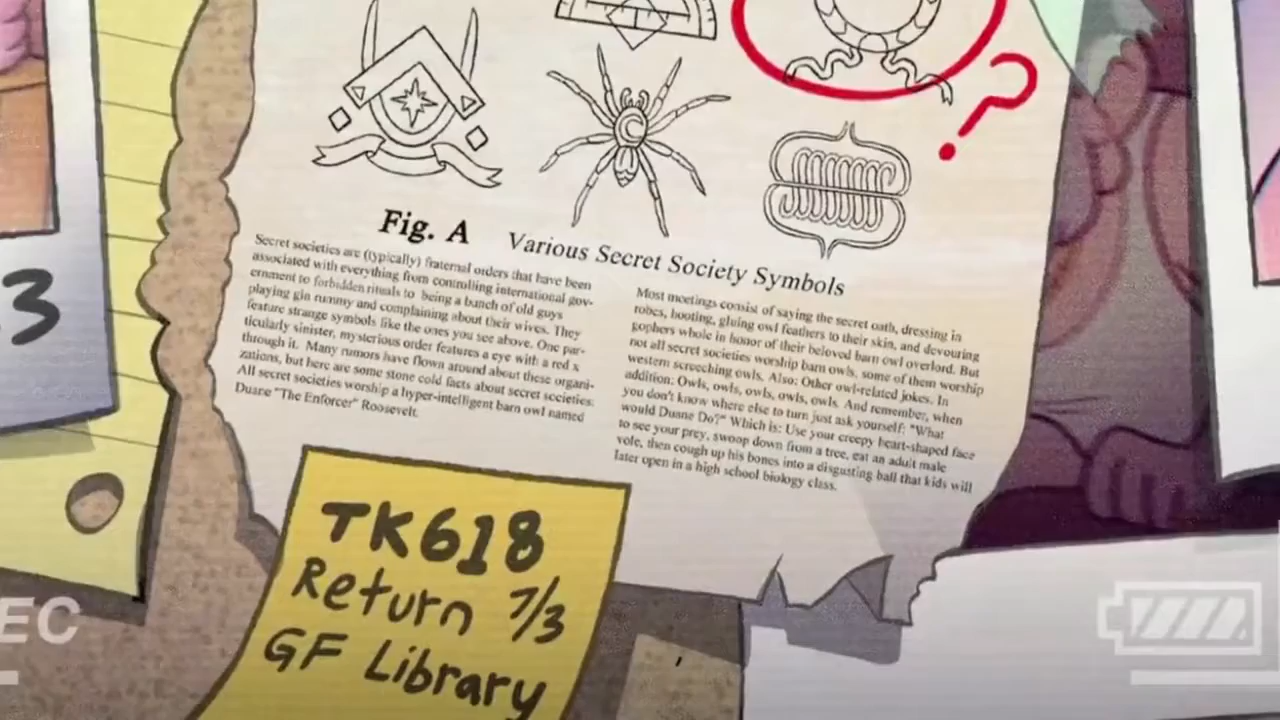 Fig. A Various Secret Society Symbols
Secret societies are (typically) fraternal orders that have been
associated with everything from controlling international gov-
ernment to forbidden rituals to being a bunch of old guys
playing gin rummy and complaining about their wives. They
feature strange symbols like the ones you see above. One par-
ticularly sinister, mysterious order features a eye with a red x
through it. Many rumors have flown around about these organi-
zations, but here are some stone cold facts about secret societies:
All secret societies worship a hyper-intelligent barn owl named
Duane "The Enforcer" Roosevelt.
Most meetings consist of saying the secret oath, dressing in
robes, hooting, gluing owl feathers to their skin, and devouring
gophers whole in honor of their beloved barn owl overlord. But
not all secret societies worship barn owls, some of them worship
western screeching owls. Also: Other owl-related jokes. In
addition: Owls, owls, owls, owls, owls. And remember, when
you don't know where else to turn just ask yourself: "What
would Duane Do?" Which is: Use your creepy heart-shaped face
to see your prey, swoop down from a tree, eat an adult male
vole, then cough up his bones into a disgusting ball that kids will
later open in a high school biology class.
?
3
TK618
Return 7/3
GF Library
EC